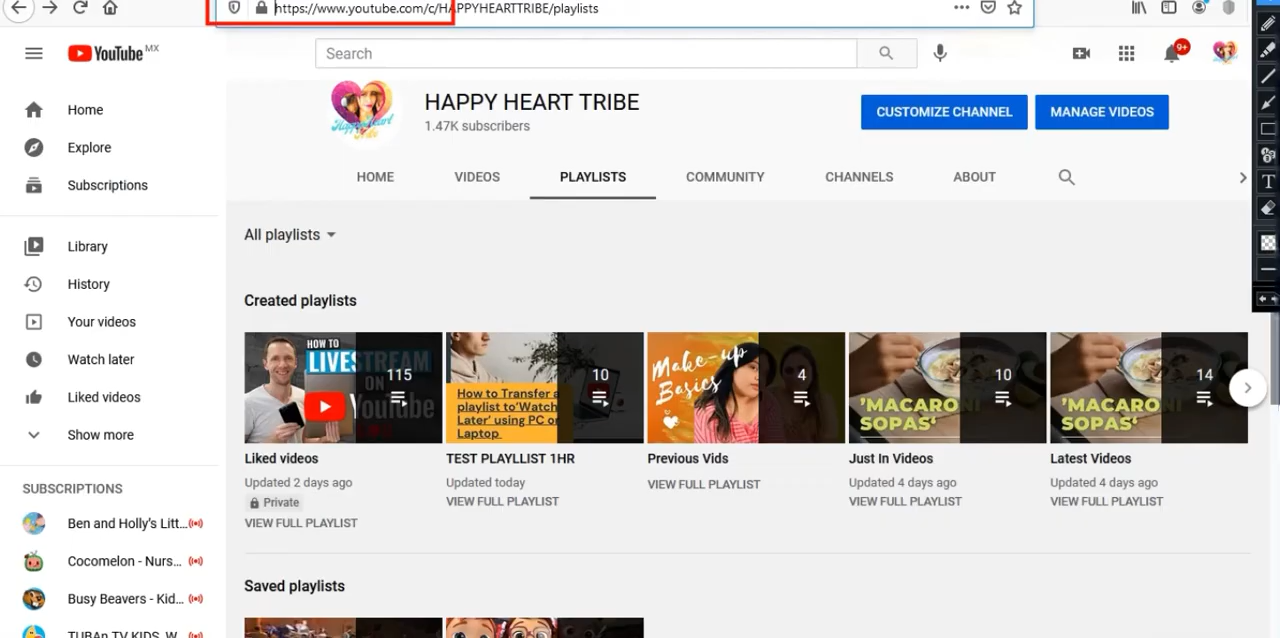 https://www.youtube.com/c/HAPPYHEARTTRIBE/playlists
YouTube MX
Search
9+
Home
Explore
Subscriptions
Library
History
Your videos
Watch later
Liked videos
Show more
SUBSCRIPTIONS
Ben and Holly's Litt...
Cocomelon - Nurs...
Busy Beavers - Kid...
TUBAn TV KIDS, W...
HAPPY HEART TRIBE
1.47K subscribers
CUSTOMIZE CHANNEL
MANAGE VIDEOS
HOME VIDEOS PLAYLISTS COMMUNITY CHANNELS ABOUT
All playlists
Created playlists
HOW TO
LIVESTREAM
ON
YouTube
115
Liked videos
Updated 2 days ago
Private
VIEW FULL PLAYLIST
How to Transfer a
playlist to'Watch
Later' using PC or
Laptop
10
TEST PLAYLLIST 1HR
Updated today
VIEW FULL PLAYLIST
Make-up
Basics
4
Previous Vids
VIEW FULL PLAYLIST
'MACARONI
SOPAS'
10
Just In Videos
Updated 4 days ago
VIEW FULL PLAYLIST
'MACARONI
SOPAS'
14
Latest Videos
Updated 4 days ago
VIEW FULL PLAYLIST
Saved playlists